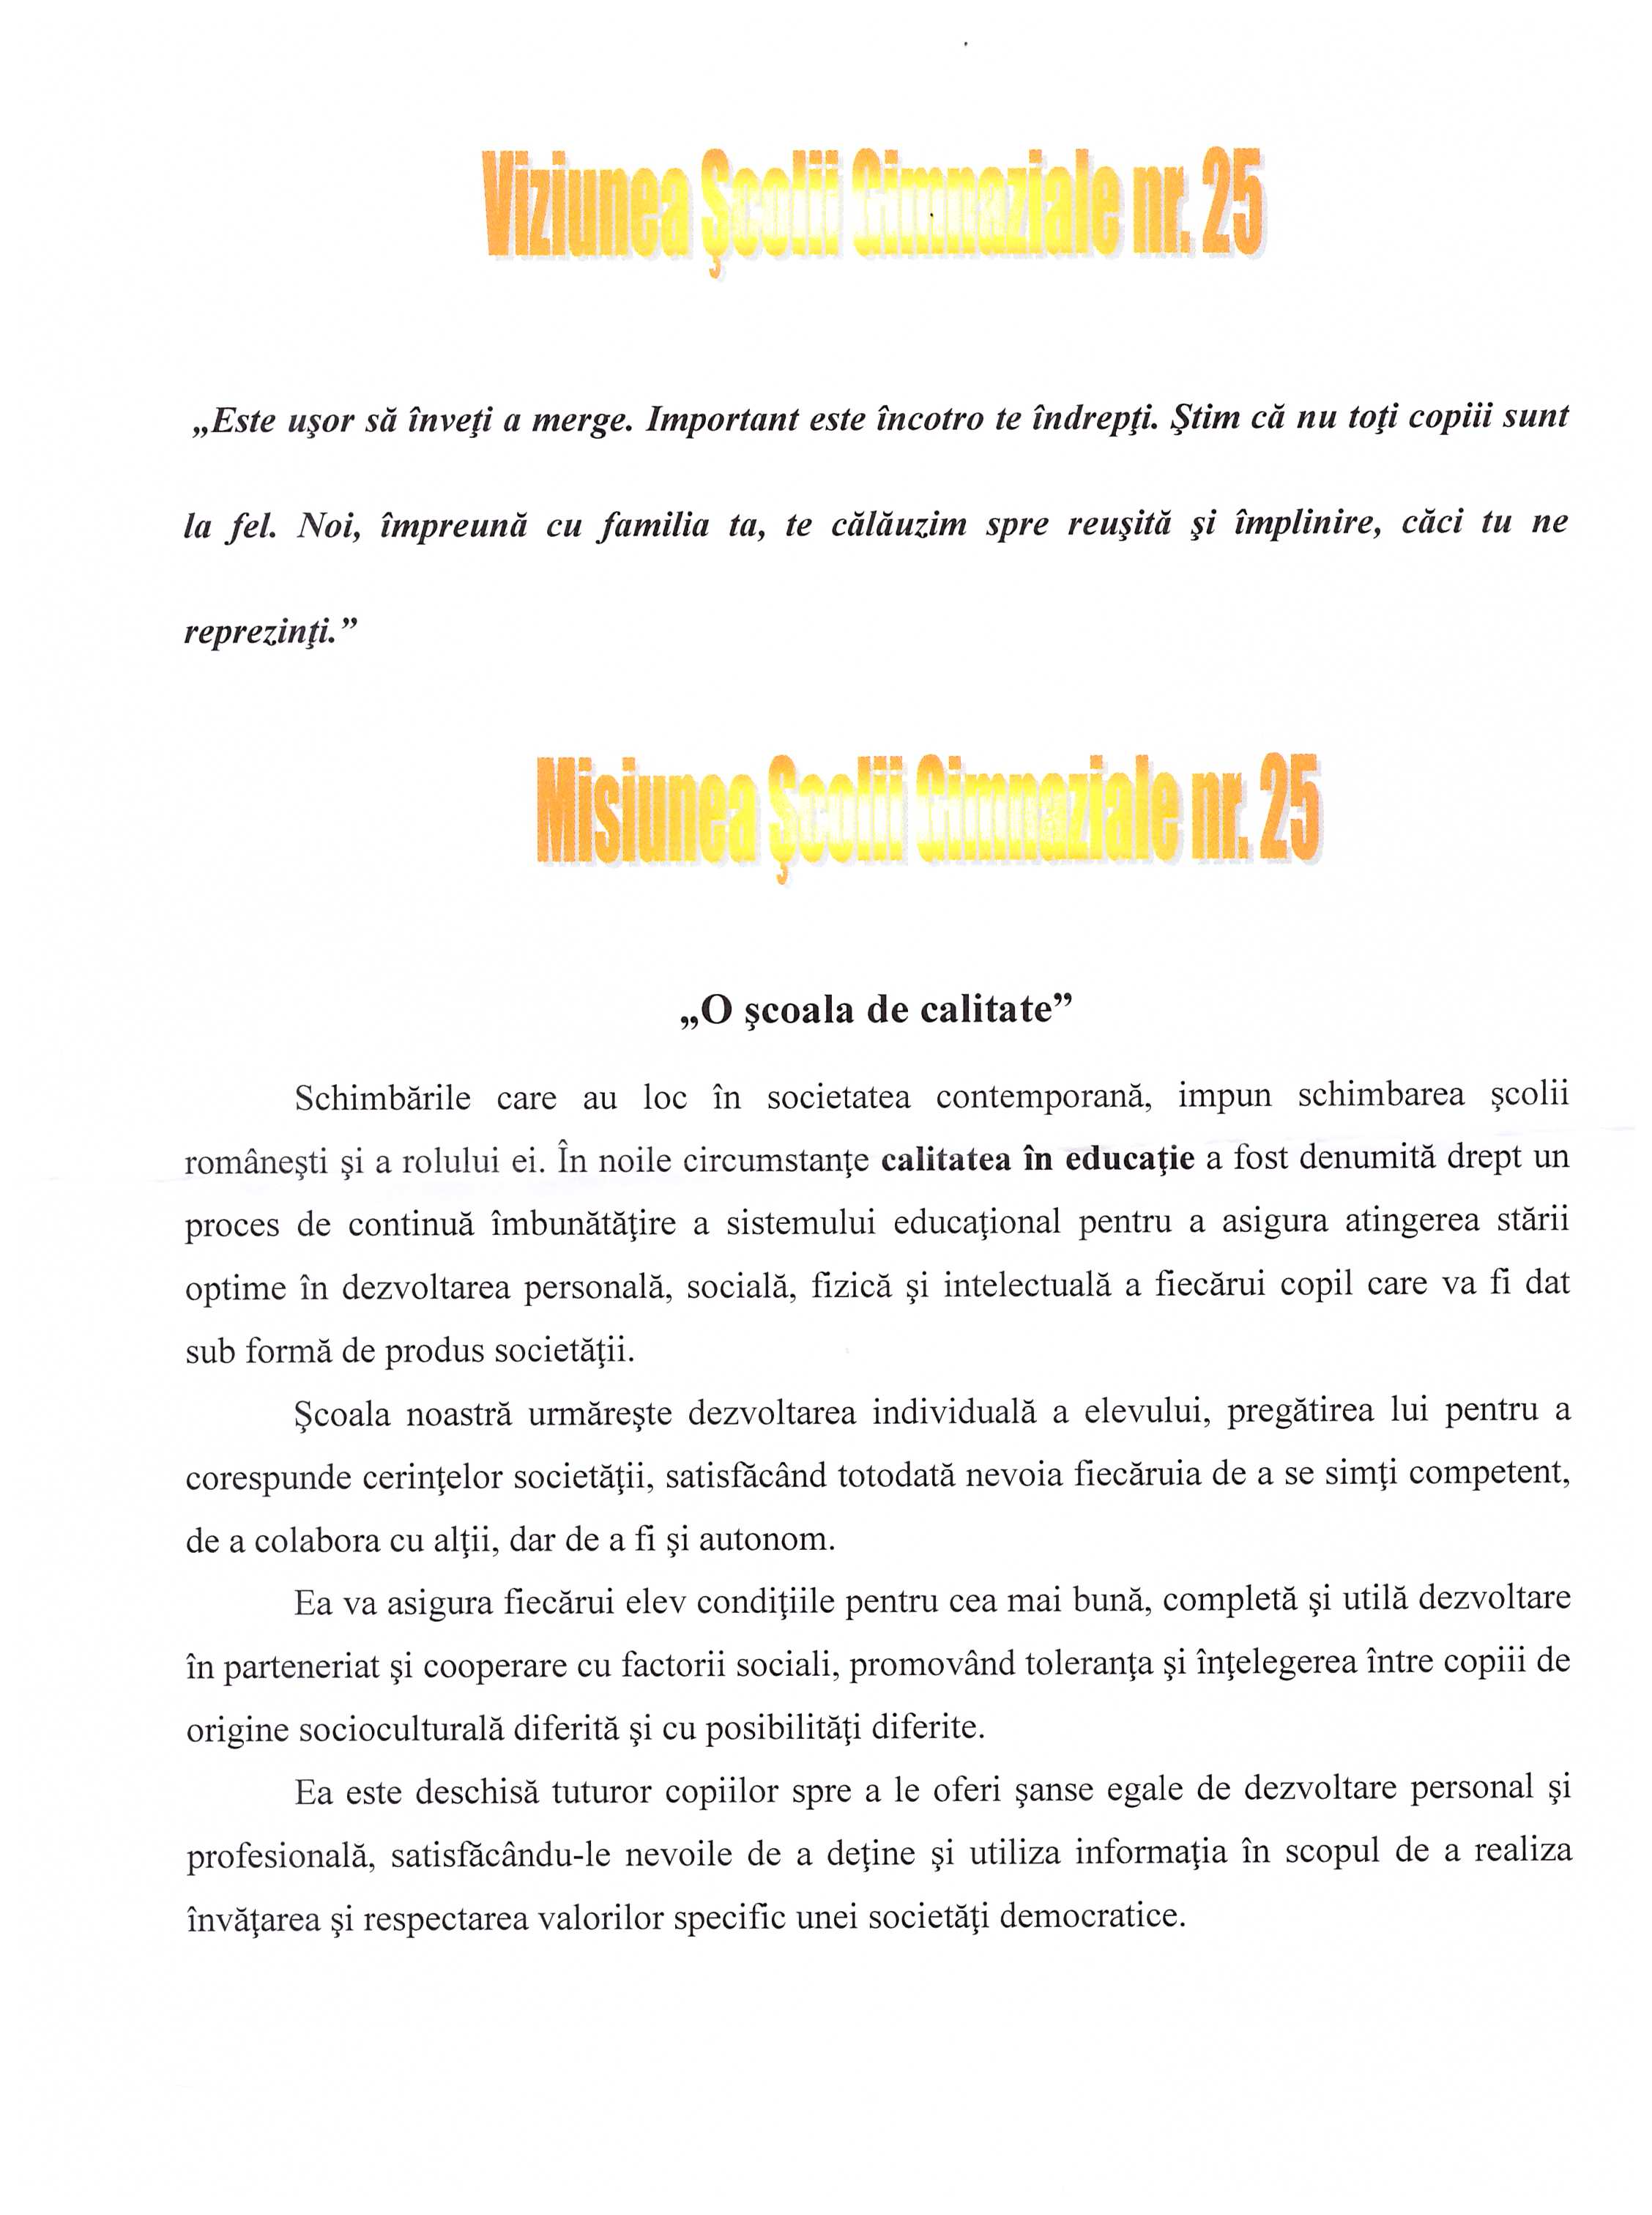 Viziunea Şcolii Gimnaziale nr. 25
„Este uşor să înveţi a merge. Important este încotro te îndrepţi. Ştim că nu toţi copiii sunt
la fel. Noi, împreună cu familia ta, te călăuzim spre reuşită şi împlinire, căci tu ne
reprezinţi.”
Misiunea Şcolii Gimnaziale nr. 25
„O şcoala de calitate”
Schimbările care au loc în societatea contemporană, impun schimbarea şcolii
româneşti şi a rolului ei. În noile circumstanţe calitatea în educaţie a fost denumită drept un
proces de continuă îmbunătăţire a sistemului educaţional pentru a asigura atingerea stării
optime în dezvoltarea personală, socială, fizică şi intelectuală a fiecărui copil care va fi dat
sub formă de produs societăţii.
Şcoala noastră urmăreşte dezvoltarea individuală a elevului, pregătirea lui pentru a
corespunde cerinţelor societăţii, satisfăcând totodată nevoia fiecăruia de a se simţi competent,
de a colabora cu alţii, dar de a fi şi autonom.
Ea va asigura fiecărui elev condiţiile pentru cea mai bună, completă şi utilă dezvoltare
în parteneriat şi cooperare cu factorii sociali, promovând toleranţa şi înţelegerea între copiii de
origine socioculturală diferită şi cu posibilităţi diferite.
Ea este deschisă tuturor copiilor spre a le oferi şanse egale de dezvoltare personal şi
profesională, satisfăcându-le nevoile de a deţine şi utiliza informaţia în scopul de a realiza
învăţarea şi respectarea valorilor specific unei societăţi democratice.